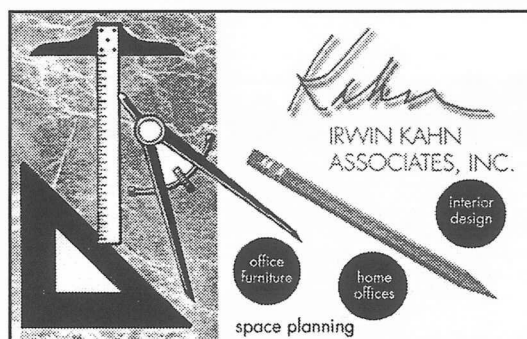 Kahn
IRWIN KAHN
ASSOCIATES, INC.
interior
design
office
furniture
home
offices
space planning